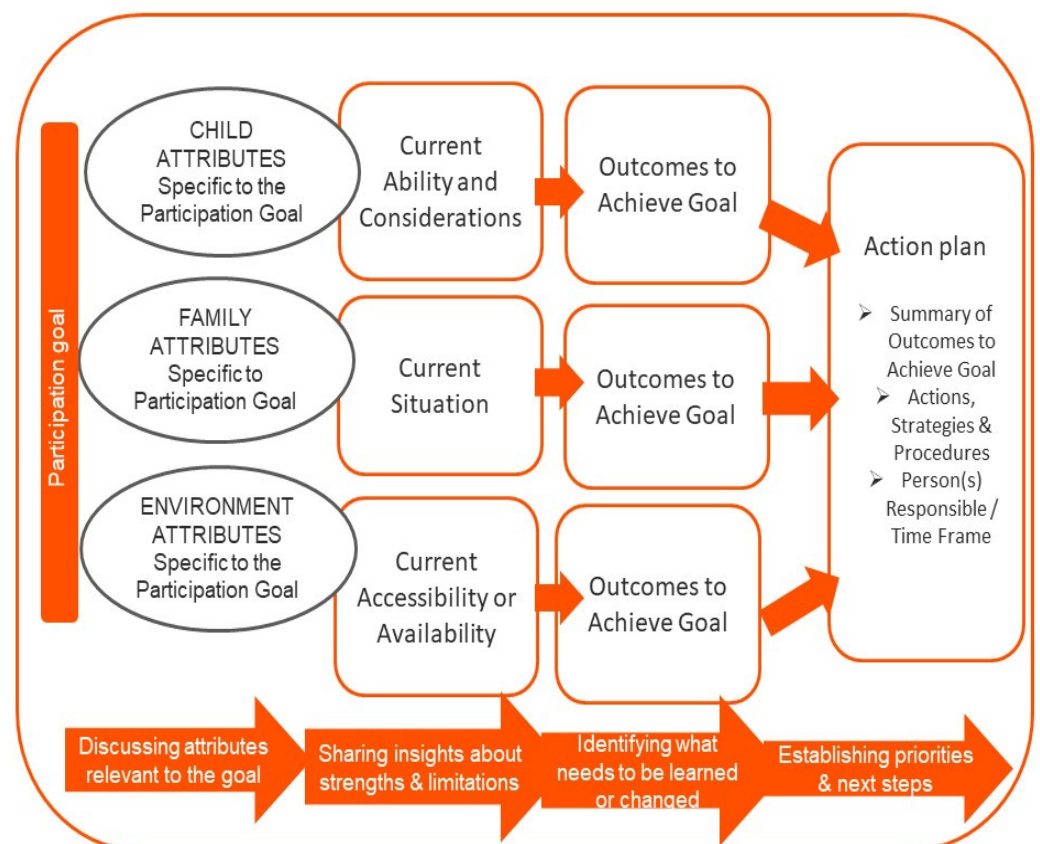 Participation goal
CHILD
ATTRIBUTES
Specific to the
Participation Goal
Current
Ability and
Considerations
Outcomes to
Achieve Goal
FAMILY
ATTRIBUTES
Specific to
Participation Goal
Current
Situation
Outcomes to
Achieve Goal
ENVIRONMENT
ATTRIBUTES
Specific to the
Participation Goal
Current
Accessibility or
Availability
Outcomes to
Achieve Goal
Action plan
➢ Summary of
Outcomes to
Achieve Goal
➢ Actions,
Strategies &
Procedures
➢ Person(s)
Responsible /
Time Frame
Discussing attributes
relevant to the goal
Sharing insights about
strengths & limitations
Identifying what
needs to be learned
or changed
Establishing priorities
& next steps